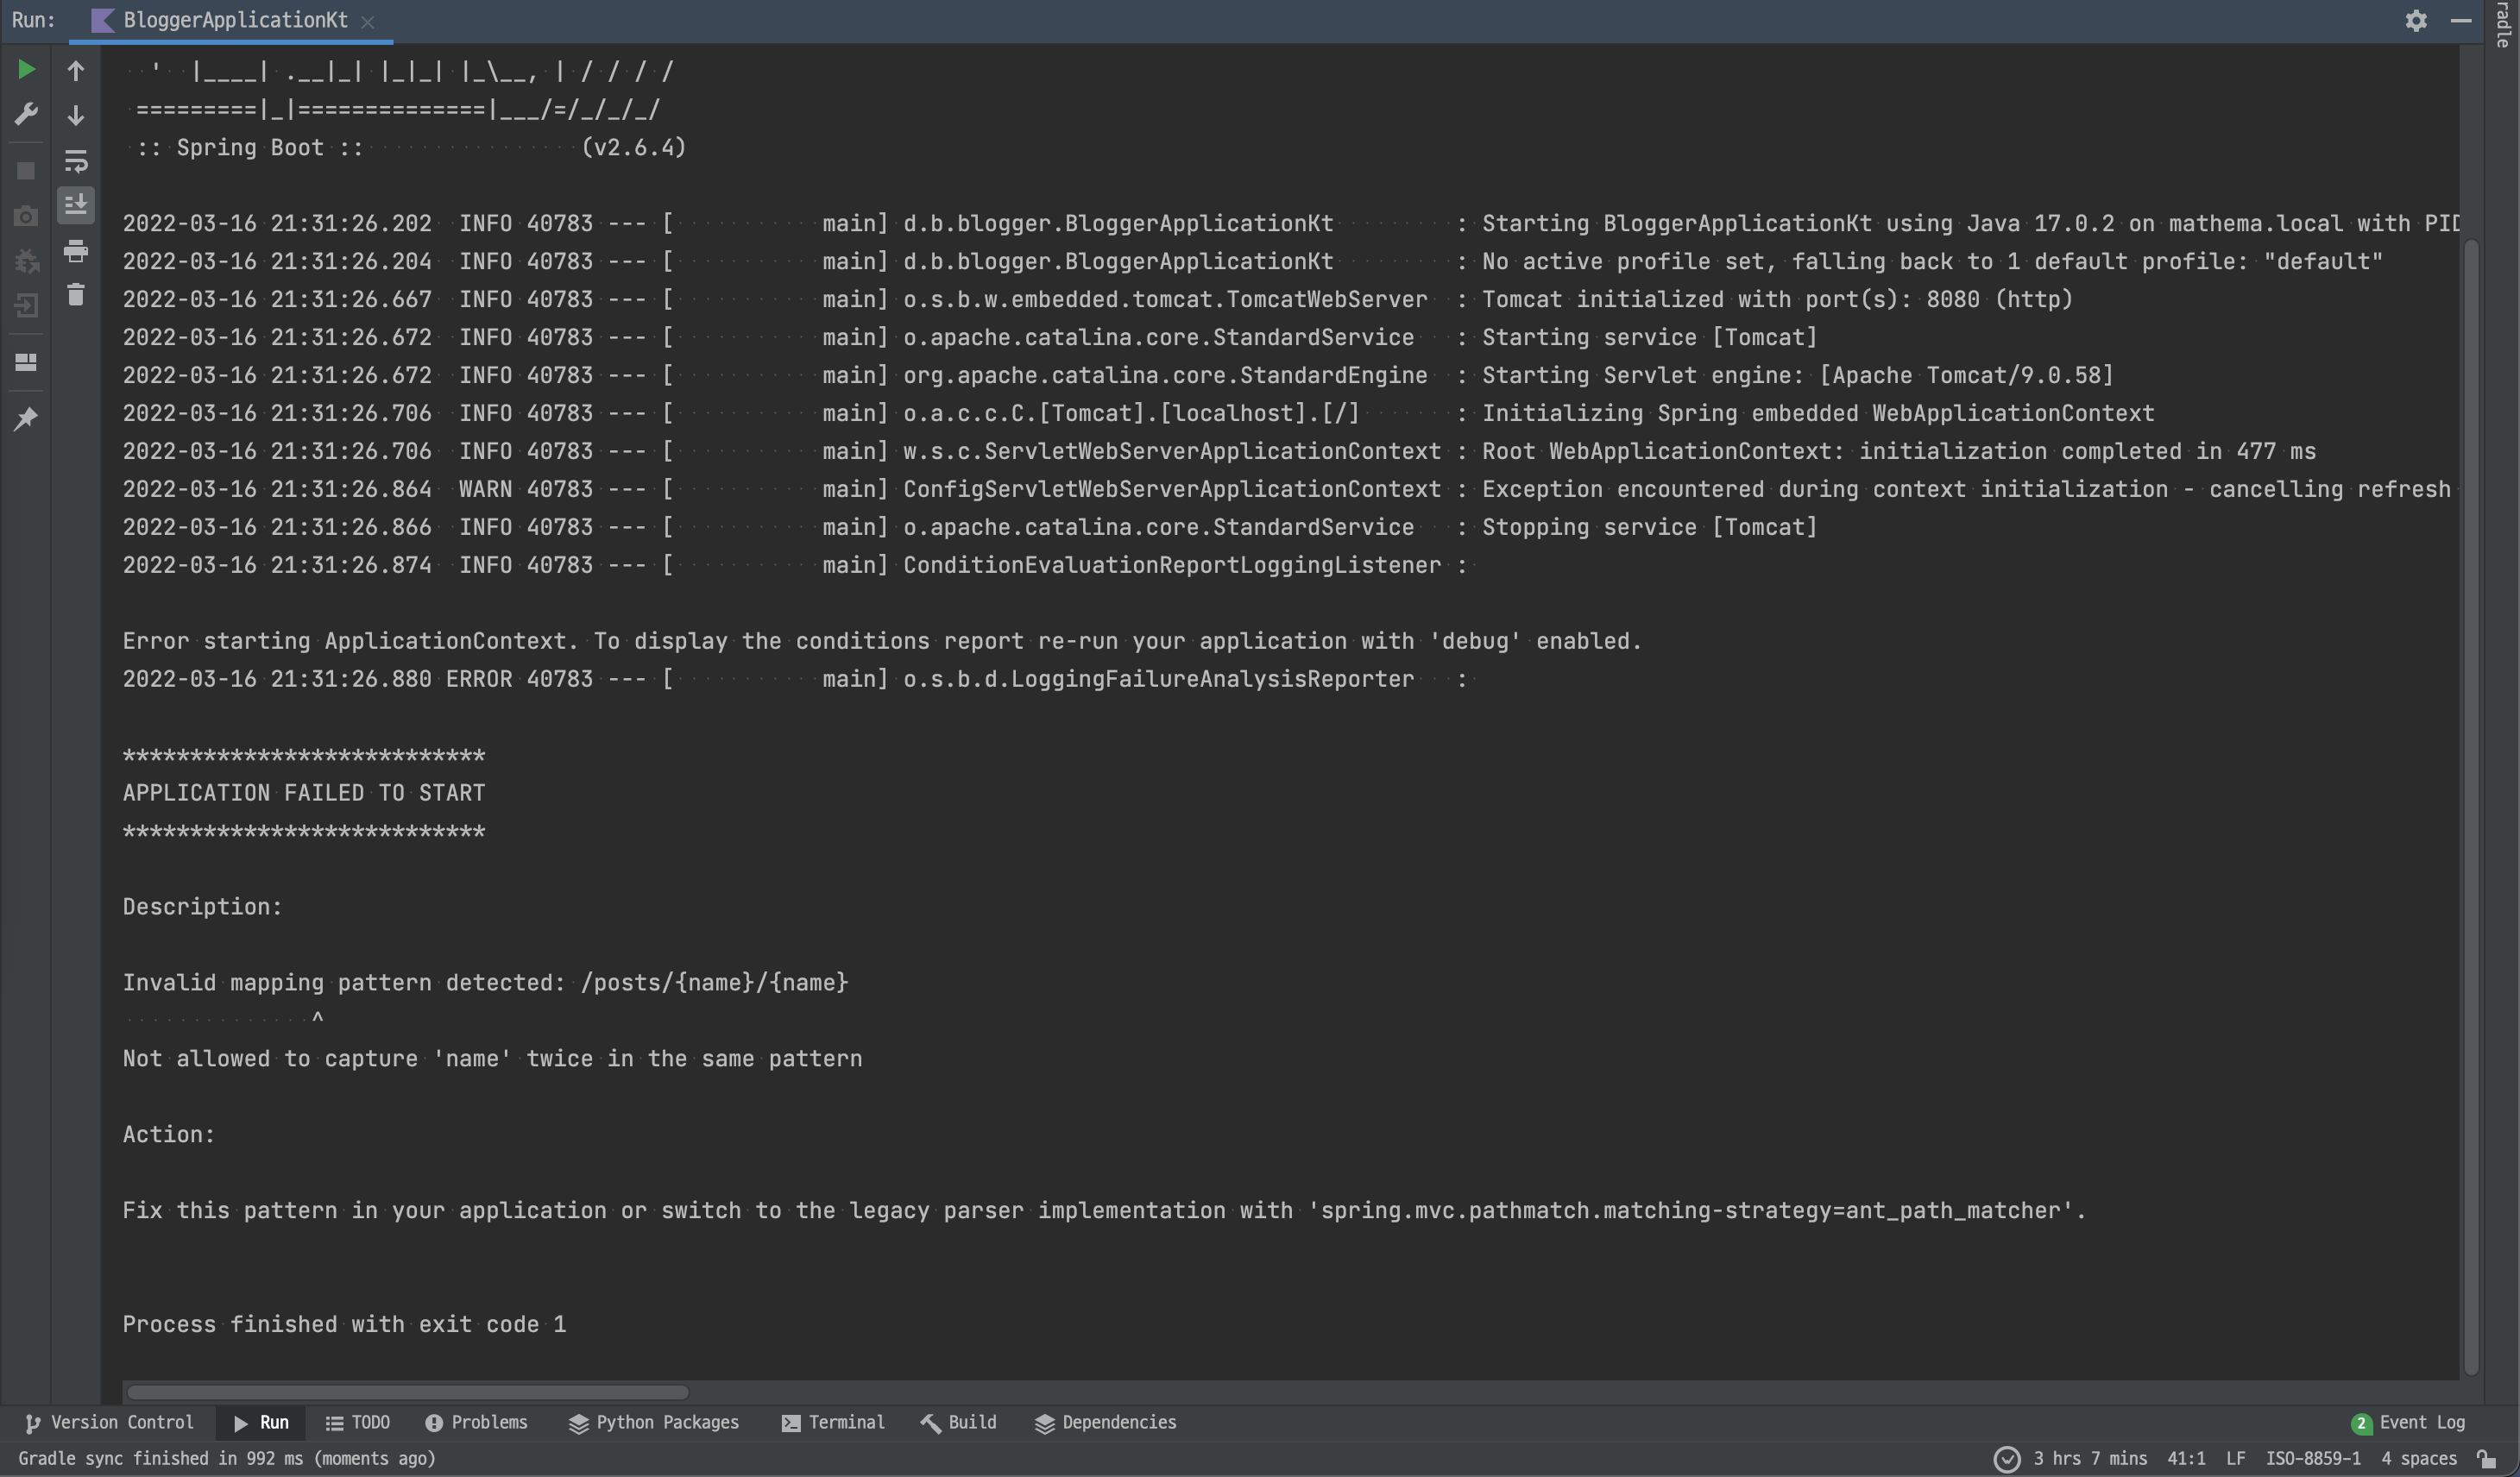 Run: BloggerApplicationKt
radle
  '  |____| .__|_| |_|_| |_\__, | / / / /
 =========|_|==============|___/=/_/_/_/
 :: Spring Boot ::                (v2.6.4)
2022-03-16 21:31:26.202  INFO 40783 --- [           main] d.b.blogger.BloggerApplicationKt         : Starting BloggerApplicationKt using Java 17.0.2 on mathema.local with PID
2022-03-16 21:31:26.204  INFO 40783 --- [           main] d.b.blogger.BloggerApplicationKt         : No active profile set, falling back to 1 default profile: "default"
2022-03-16 21:31:26.667  INFO 40783 --- [           main] o.s.b.w.embedded.tomcat.TomcatWebServer  : Tomcat initialized with port(s): 8080 (http)
2022-03-16 21:31:26.672  INFO 40783 --- [           main] o.apache.catalina.core.StandardService   : Starting service [Tomcat]
2022-03-16 21:31:26.672  INFO 40783 --- [           main] org.apache.catalina.core.StandardEngine  : Starting Servlet engine: [Apache Tomcat/9.0.58]
2022-03-16 21:31:26.706  INFO 40783 --- [           main] o.a.c.c.C.[Tomcat].[localhost].[/]       : Initializing Spring embedded WebApplicationContext
2022-03-16 21:31:26.706  INFO 40783 --- [           main] w.s.c.ServletWebServerApplicationContext : Root WebApplicationContext: initialization completed in 477 ms
2022-03-16 21:31:26.864  WARN 40783 --- [           main] ConfigServletWebServerApplicationContext : Exception encountered during context initialization - cancelling refresh
2022-03-16 21:31:26.866  INFO 40783 --- [           main] o.apache.catalina.core.StandardService   : Stopping service [Tomcat]
2022-03-16 21:31:26.874  INFO 40783 --- [           main] ConditionEvaluationReportLoggingListener :
Error starting ApplicationContext. To display the conditions report re-run your application with 'debug' enabled.
2022-03-16 21:31:26.880 ERROR 40783 --- [           main] o.s.b.d.LoggingFailureAnalysisReporter   :
***************************
APPLICATION FAILED TO START
***************************
Description:
Invalid mapping pattern detected: /posts/{name}/{name}
              ^
Not allowed to capture 'name' twice in the same pattern
Action:
Fix this pattern in your application or switch to the legacy parser implementation with 'spring.mvc.pathmatch.matching-strategy=ant_path_matcher'.
Process finished with exit code 1
Version Control Run TODO Problems Python Packages Terminal Build Dependencies 2 Event Log
Gradle sync finished in 992 ms (moments ago) 3 hrs 7 mins 41:1 LF ISO-8859-1 4 spaces